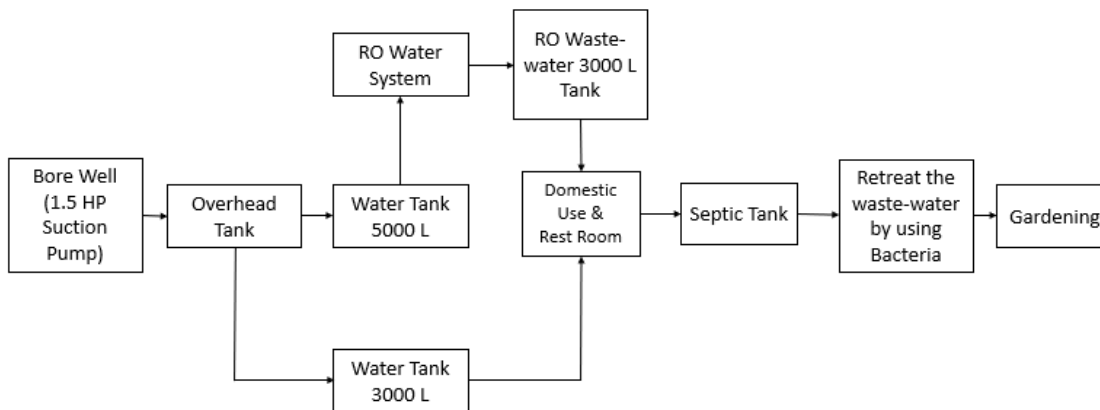 RO Water
System
RO Waste-
water 3000 L
Tank
Bore Well
(1.5 HP
Suction
Pump)
Overhead
Tank
Water Tank
5000 L
Domestic
Use &
Rest Room
Septic Tank
Retreat the
waste-water
by using
Bacteria
Gardening
Water Tank
3000 L